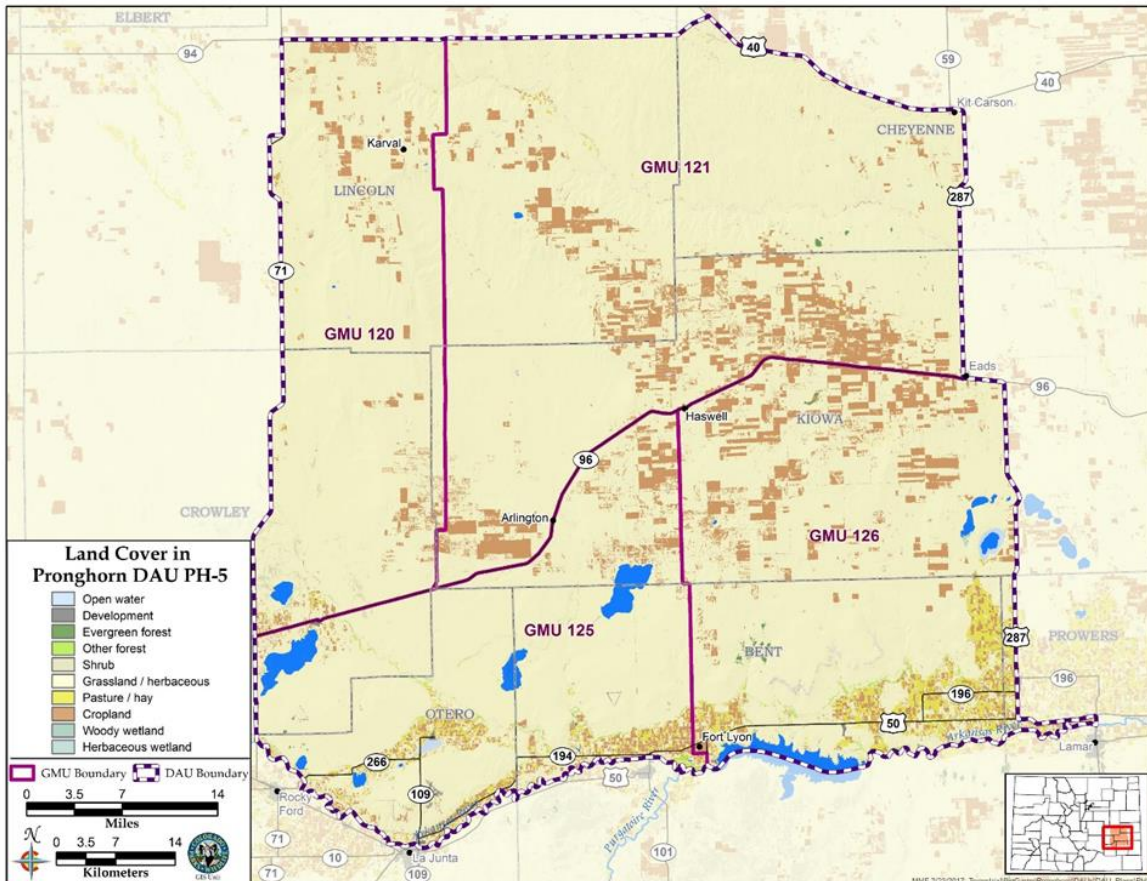 ELBERT
94
40
59
40
Kit Carson
CHEYENNE
Karval
GMU 121
LINCOLN
287
71
GMU 120
Eads
96
Haswell
KIOWA
96
CROWLEY
Arlington
GMU 126
GMU 125
BENT
287
PROWERS
196
196
OTERO
50
Fort Lyon
Arkansas River
Lamar
266
194
50
109
Rocky
Ford
Purgatoire River
71
10
La Junta
101
71
109
Land Cover in
Pronghorn DAU PH-5
Open water
Development
Evergreen forest
Other forest
Shrub
Grassland / herbaceous
Pasture / hay
Cropland
Woody wetland
Herbaceous wetland
GMU Boundary DAU Boundary
0 3.5 7 14
Miles
N
0 3.5 7 14
Kilometers